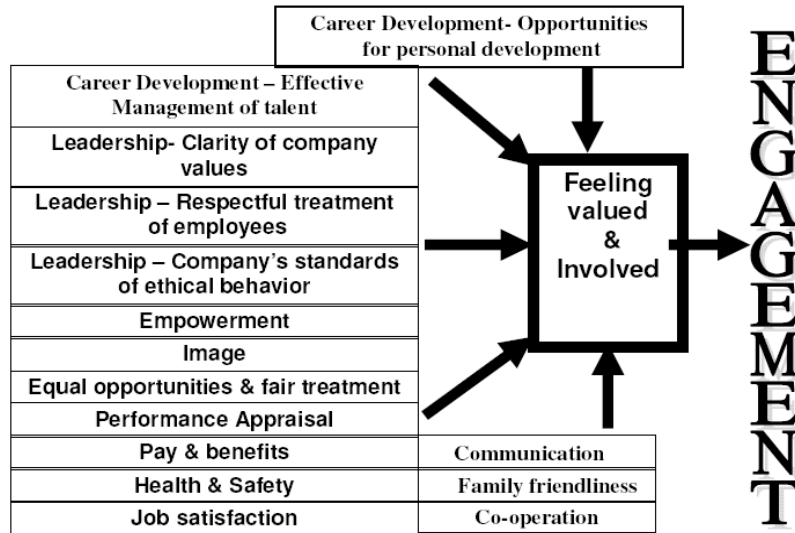 Career Development- Opportunities
for personal development
Career Development – Effective
Management of talent
Leadership- Clarity of company
values
Leadership – Respectful treatment
of employees
Leadership – Company's standards
of ethical behavior
Empowerment
Image
Equal opportunities & fair treatment
Performance Appraisal
Pay & benefits
Health & Safety
Job satisfaction
Communication
Family friendliness
Co-operation
Feeling
valued
&
Involved
ENGAGEMENT